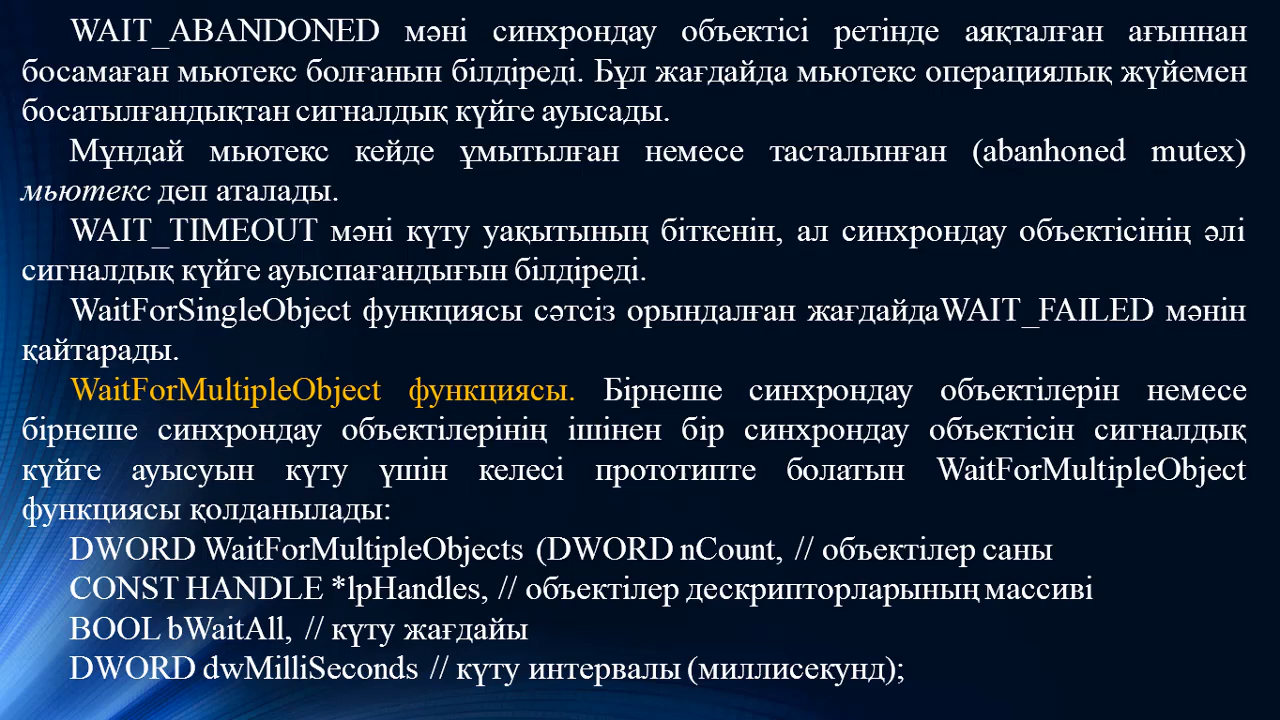 WAIT_ABANDONED мәні синхрондау объектісі ретінде аяқталған ағыннан
босамаған мьютекс болғанын білдіреді. Бұл жағдайда мьютекс операциялық жүйемен
босатылғандықтан сигналдық күйге ауысады.
Мұндай мьютекс кейде ұмытылған немесе тасталынған (abanhoned mutex)
мьютекс деп аталады.
WAIT_TIMEOUT мәні күту уақытының біткенін, ал синхрондау объектісінің әлі
сигналдық күйге ауыспағандығын білдіреді.
WaitForSingleObject функциясы сәтсіз орындалған жағдайдаWAIT_FAILED мәнін
қайтарады.
WaitForMultipleObject функциясы. Бірнеше синхрондау объектілерін немесе
бірнеше синхрондау объектілерінің ішінен бір синхрондау объектісін сигналдық
күйге ауысуын күту үшін келесі прототипте болатын WaitForMultipleObject
функциясы қолданылады:
DWORD WaitForMultipleObjects (DWORD nCount, // объектілер саны
CONST HANDLE *lpHandles, // объектілер дескрипторларының массиві
BOOL bWaitAll, // күту жағдайы
DWORD dwMilliSeconds // күту интервалы (миллисекунд);